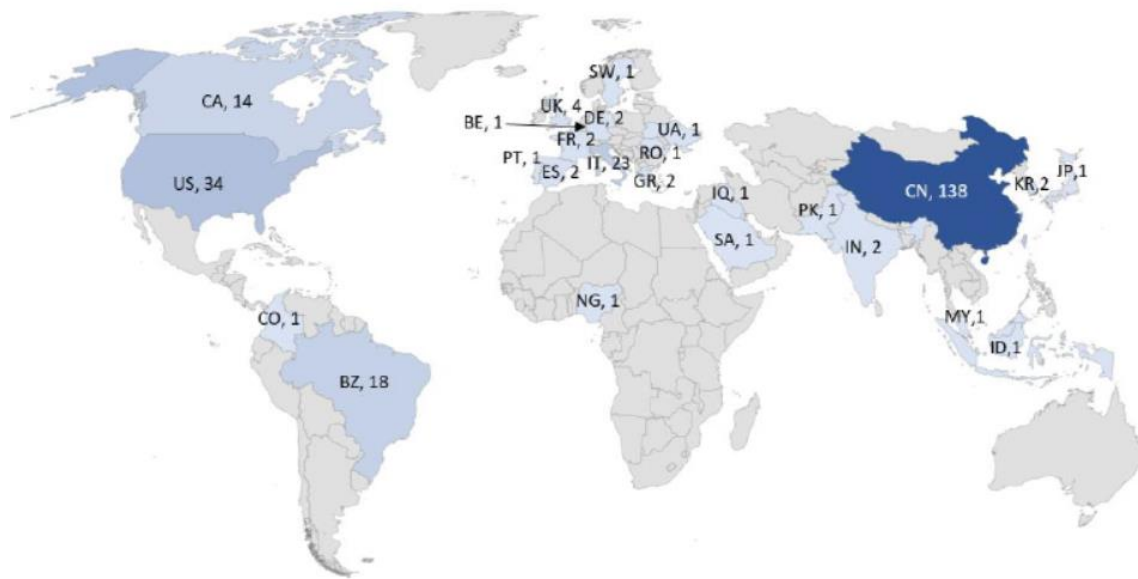 SW, 1
CA, 14
UK, 4
DE, 2
BE, 1
UA, 1
FR, 2
RO, 1
PT, 1
IT, 23
ES, 2
GR, 2
US, 34
JP,1
KR,2
CN, 138
IQ, 1
PK, 1
SA, 1
IN, 2
NG, 1
CO, 1
MY,1
ID,1
BZ, 18